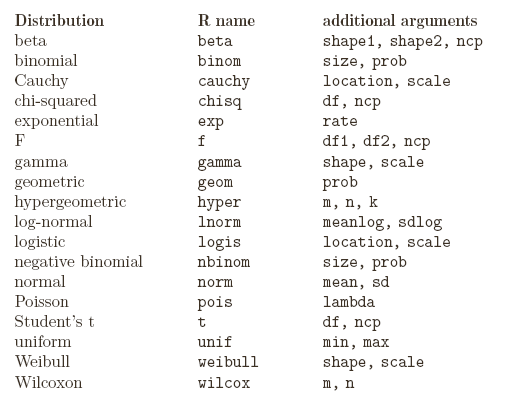 Distribution R name additional arguments
beta beta shape1, shape2, ncp
binomial binom size, prob
Cauchy cauchy location, scale
chi-squared chisq df, ncp
exponential exp rate
F f df1, df2, ncp
gamma gamma shape, scale
geometric geom prob
hypergeometric hyper m, n, k
log-normal lnorm meanlog, sdlog
logistic logis location, scale
negative binomial nbinom size, prob
normal norm mean, sd
Poisson pois lambda
Student's t t df, ncp
uniform unif min, max
Weibull weibull shape, scale
Wilcoxon wilcox m, n